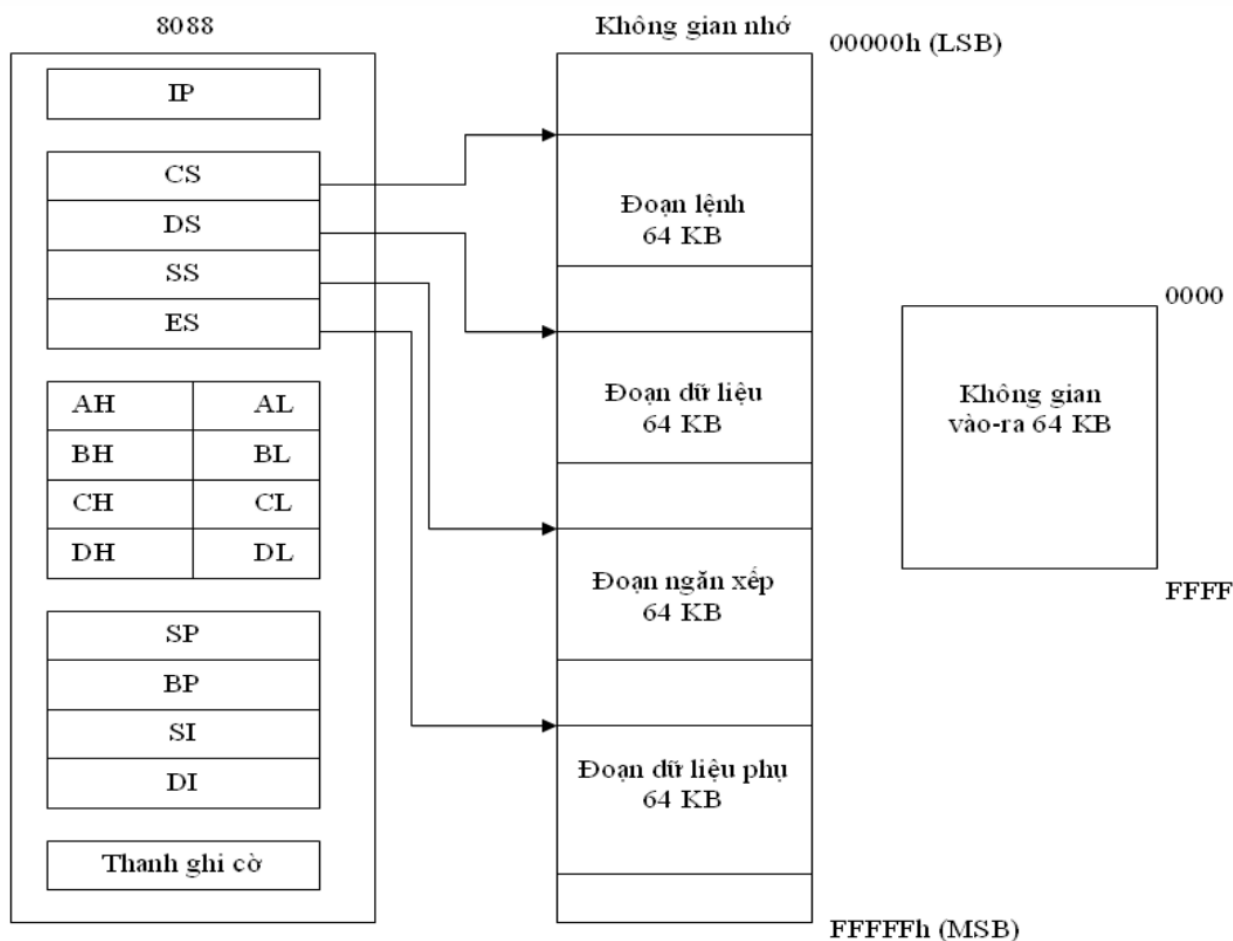 8088
IP
CS
DS
SS
ES
AH AL
BH BL
CH CL
DH DL
SP
BP
SI
DI
Thanh ghi cờ
Không gian nhớ
00000h (LSB)
Đoạn lệnh
64 KB
Đoạn dữ liệu
64 KB
Đoạn ngăn xếp
64 KB
Đoạn dữ liệu phụ
64 KB
FFFFFh (MSB)
0000
Không gian
vào-ra 64 KB
FFFF